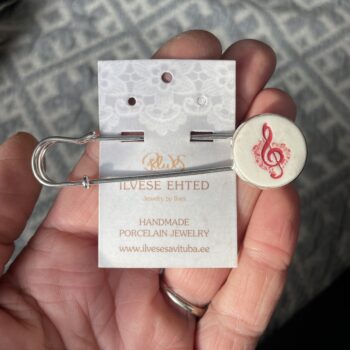 ILVESE EHTED
Jewelry by Ilves
HANDMADE
PORCELAIN JEWELRY
www.ilvesesavituba.ee